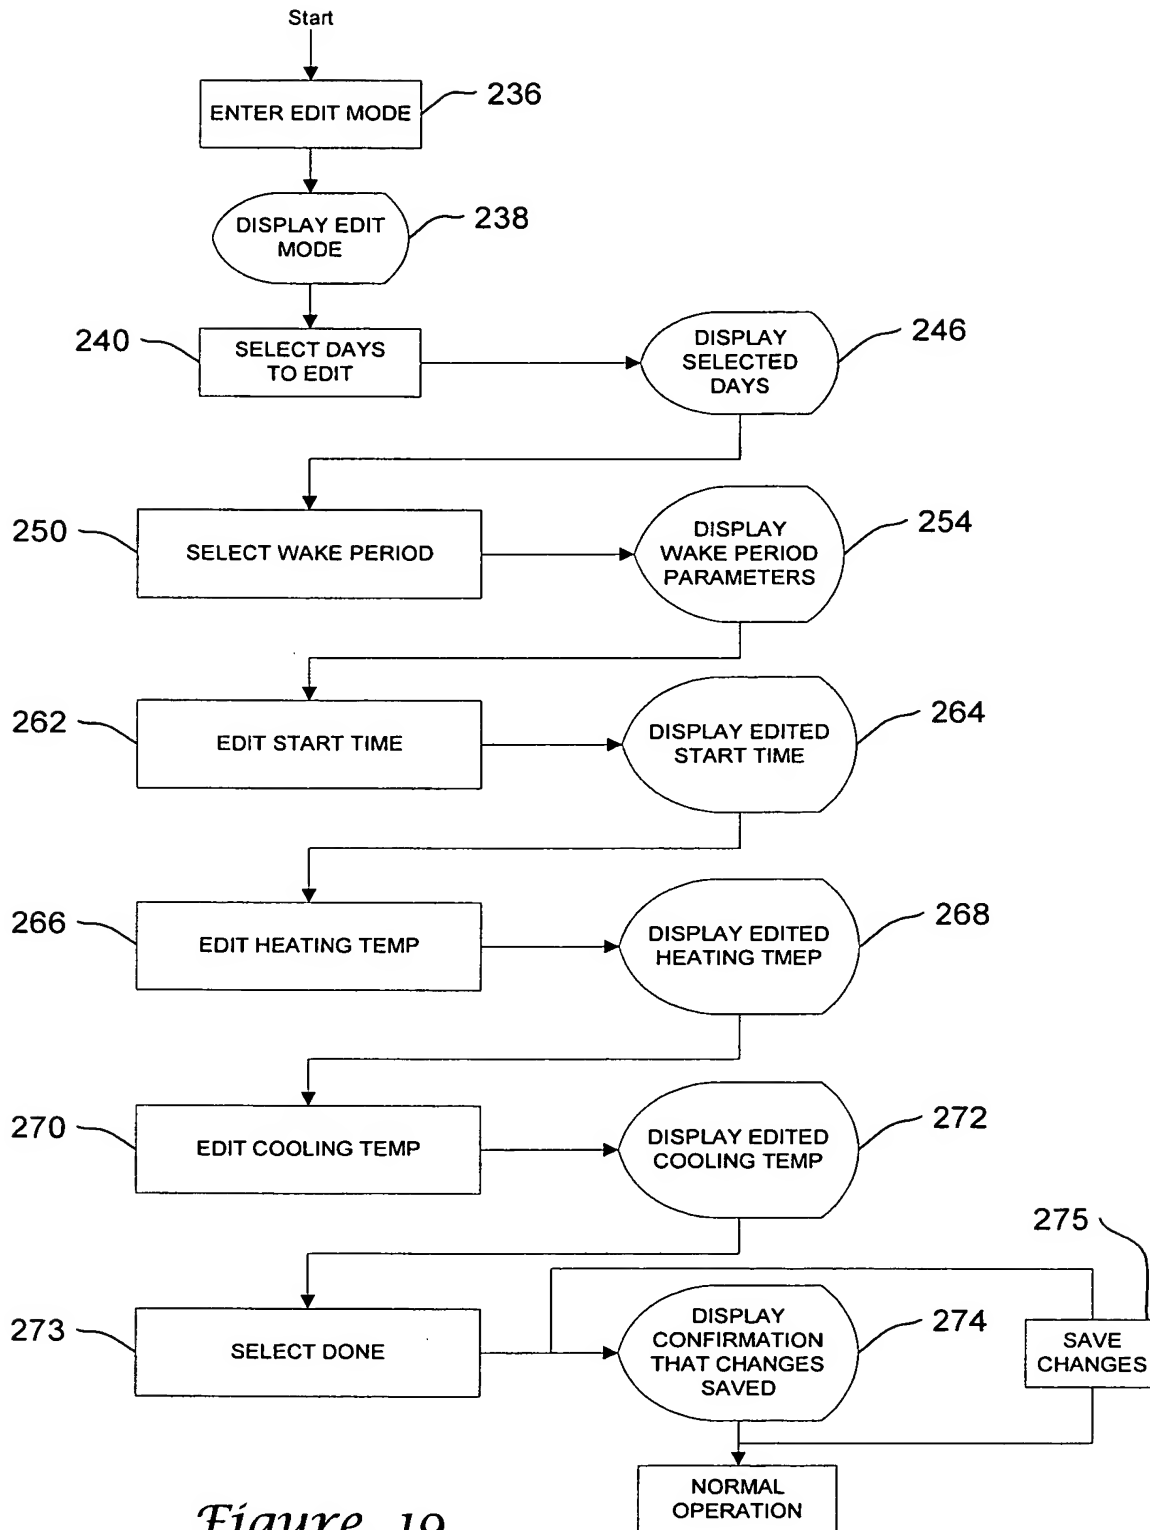 Start
ENTER EDIT MODE
236
DISPLAY EDIT
MODE
238
240
SELECT DAYS
TO EDIT
DISPLAY
SELECTED
DAYS
246
250
SELECT WAKE PERIOD
DISPLAY
WAKE PERIOD
PARAMETERS
254
262
EDIT START TIME
DISPLAY EDITED
START TIME
264
266
EDIT HEATING TEMP
DISPLAY EDITED
HEATING TMEP
268
270
EDIT COOLING TEMP
DISPLAY EDITED
COOLING TEMP
272
273
SELECT DONE
DISPLAY
CONFIRMATION
THAT CHANGES
SAVED
274
275
SAVE
CHANGES
NORMAL
OPERATION
Figure 19